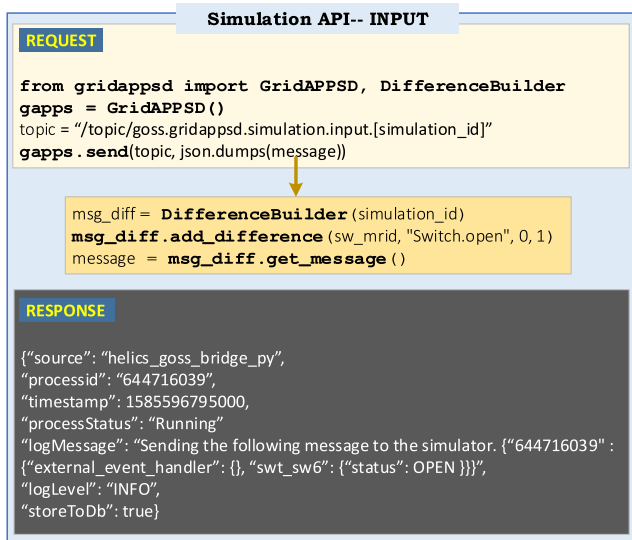 Simulation API-- INPUT
REQUEST
from gridappsd import GridAPPSD, DifferenceBuilder
gapps = GridAPPSD()
topic = “/topic/goss.gridappsd.simulation.input.[simulation_id]”
gapps.send(topic, json.dumps(message))
msg_diff = DifferenceBuilder(simulation_id)
msg_diff.add_difference(sw_mrid, "Switch.open", 0, 1)
message = msg_diff.get_message()
RESPONSE
{“source”: “helics_goss_bridge_py”,
“processid”: “644716039”,
“timestamp”: 1585596795000,
“processStatus”: “Running”
“logMessage”: “Sending the following message to the simulator. {“644716039" :
{“external_event_handler”: {}, “swt_sw6”: {“status”: OPEN }}}”,
“logLevel”: “INFO”,
“storeToDb”: true}